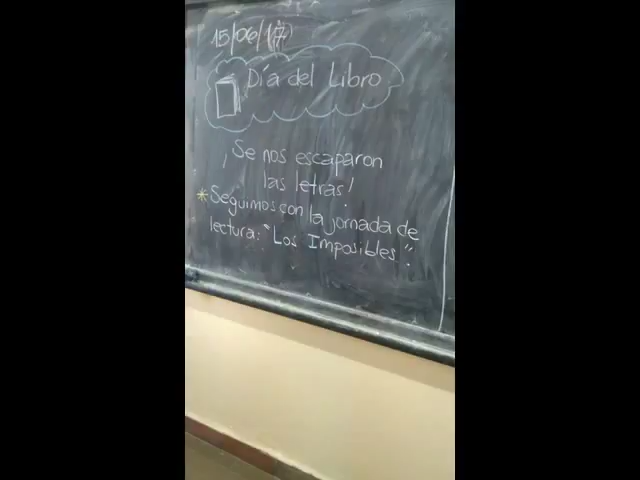 15/06/17
Día del Libro
¡Se nos escaparon
las letras!
* Seguimos con la jornada de
lectura: "Los Imposibles".